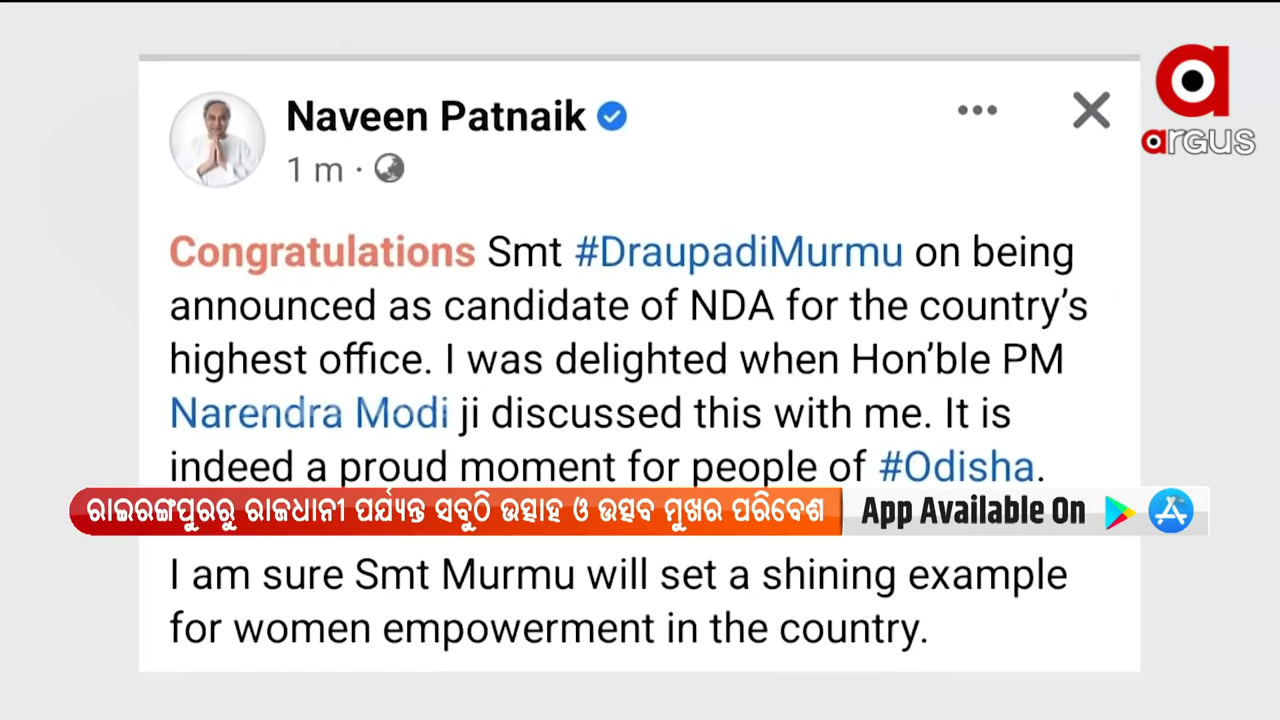 Naveen Patnaik
1 m ·
argus
Congratulations Smt #DraupadiMurmu on being
announced as candidate of NDA for the country's
highest office. I was delighted when Hon'ble PM
Narendra Modi ji discussed this with me. It is
indeed a proud moment for people of #Odisha.
ରାଇରଙ୍ଗପୁରରୁ ରାଜଧାନୀ ପର୍ଯ୍ୟନ୍ତ ସବୁଠି ଉତ୍ସାହ ଓ ଉତ୍ସବ ମୁଖର ପରିବେଶ App Available On
I am sure Smt Murmu will set a shining example
for women empowerment in the country.